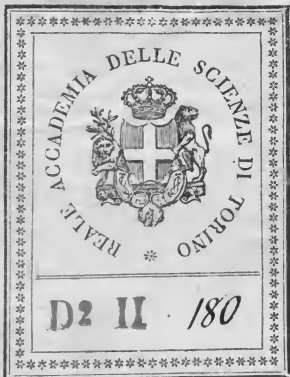 REALE ACCADEMIA DELLE SCIENZE DI TORINO
D2 II . 180